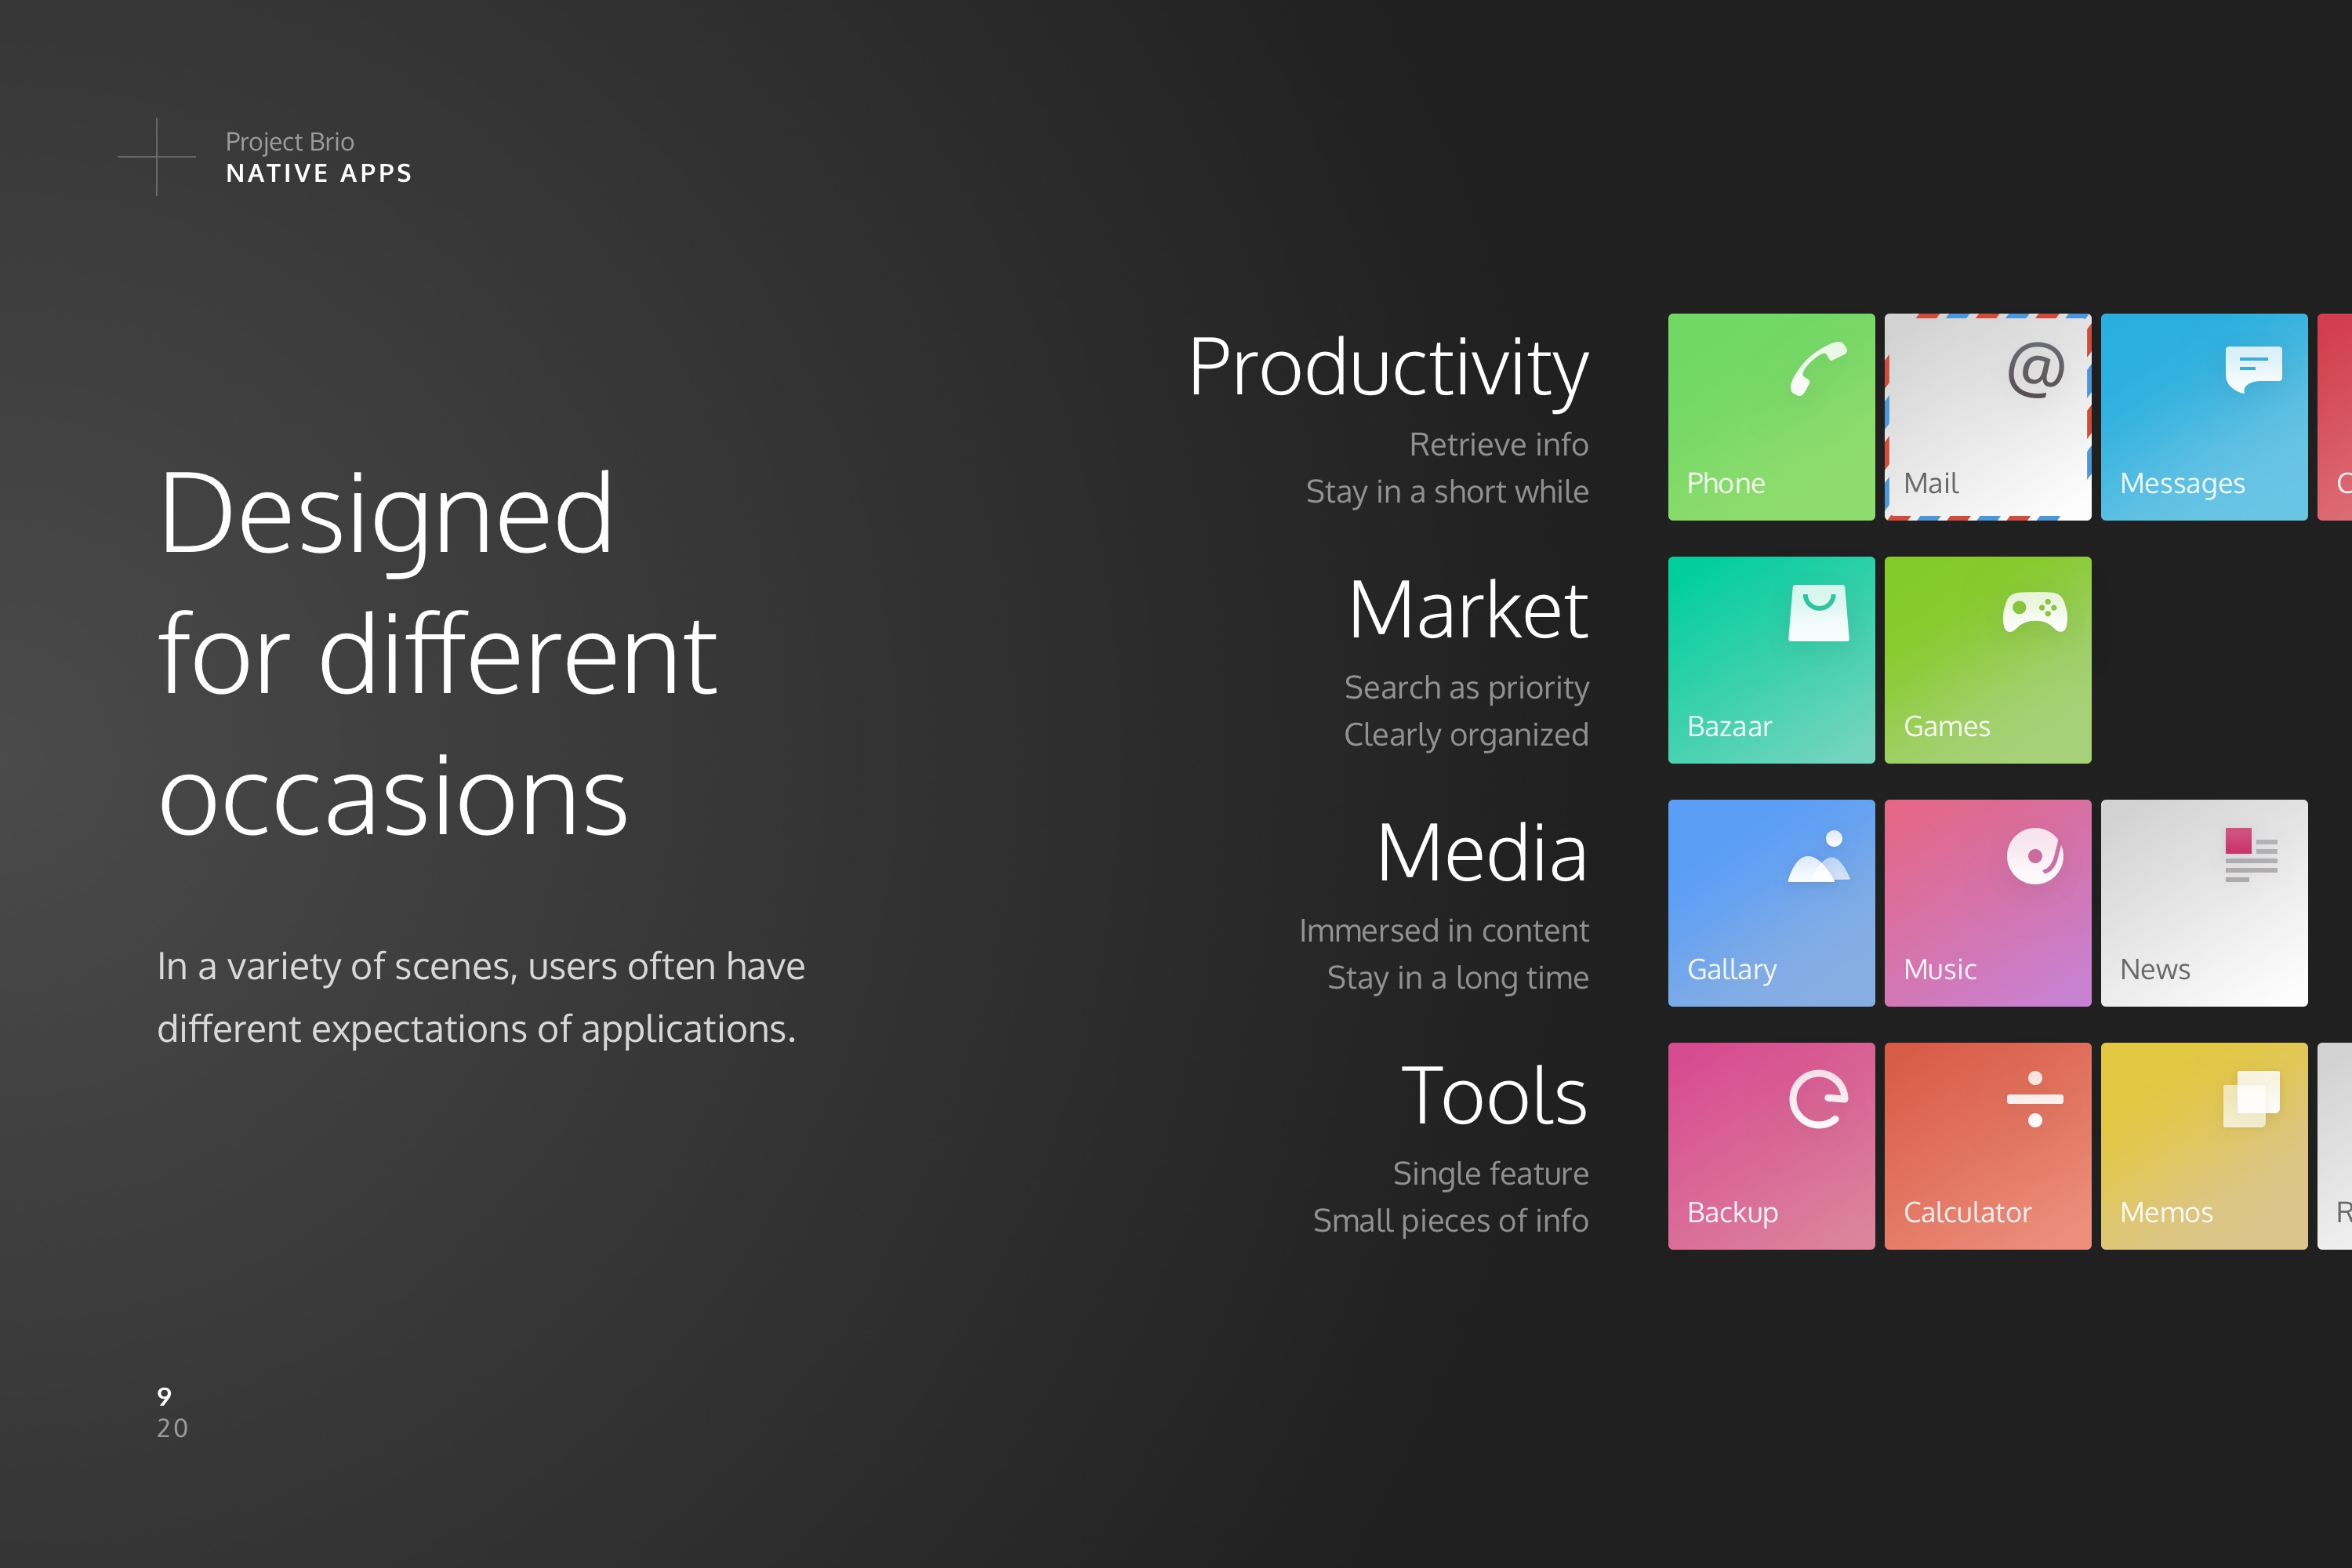 Project Brio
NATIVE APPS
Designed
for different
occasions
In a variety of scenes, users often have
different expectations of applications.
Productivity
Retrieve info
Stay in a short while
Phone
@
Mail
Messages
Market
Search as priority
Clearly organized
Bazaar
Games
Media
Immersed in content
Stay in a long time
Gallary
Music
News
Tools
Single feature
Small pieces of info
Backup
Calculator
Memos
9
20